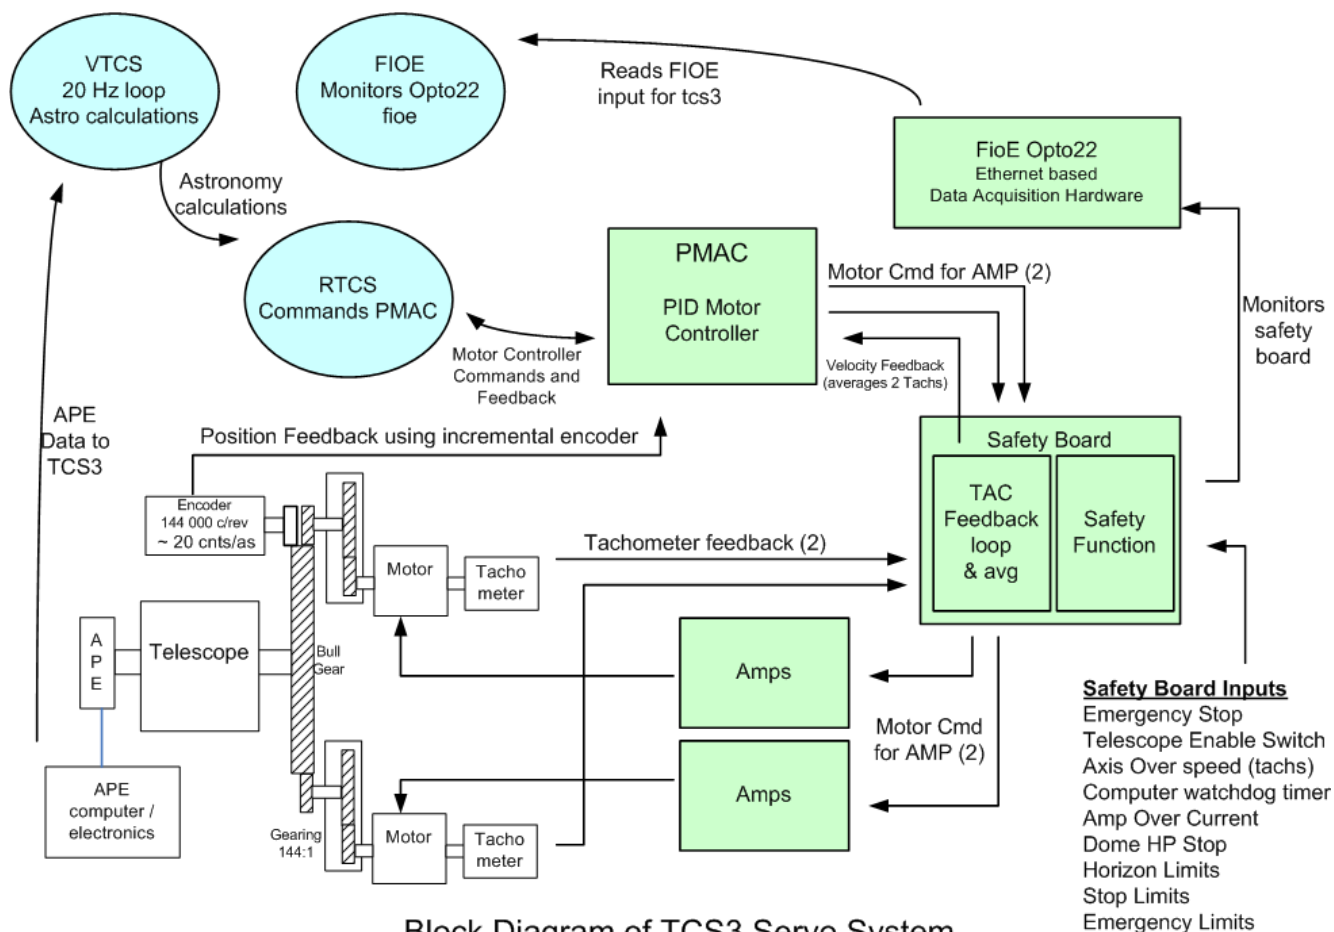 VTCS
20 Hz loop
Astro calculations
FIOE
Monitors Opto22
fioe
Reads FIOE
input for tcs3
FioE Opto22
Ethernet based
Data Acquisition Hardware
Astronomy
calculations
RTCS
Commands PMAC
PMAC
PID Motor
Controller
Motor Cmd for AMP (2)
Monitors
safety
board
Motor Controller
Commands and
Feedback
Velocity Feedback
(averages 2 Tachs)
APE
Data to
TCS3
Position Feedback using incremental encoder
Safety Board
TAC
Feedback
loop
& avg
Safety
Function
Encoder
144 000 c/rev
~ 20 cnts/as
Motor
Tacho
meter
Tachometer feedback (2)
A
P
E
Telescope
Bull
Gear
Amps
Motor Cmd
for AMP (2)
Amps
APE
computer /
electronics
Gearing
144:1
Motor
Tacho
meter
Safety Board Inputs
Emergency Stop
Telescope Enable Switch
Axis Over speed (tachs)
Computer watchdog timer
Amp Over Current
Dome HP Stop
Horizon Limits
Stop Limits
Emergency Limits
Block Diagram of TCS3 Servo System